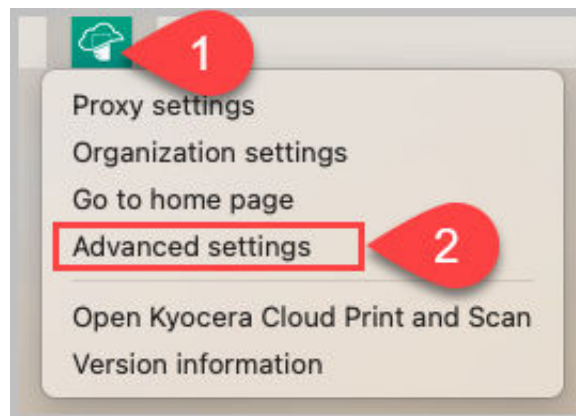 1
Proxy settings
Organization settings
Go to home page
Advanced settings
2
Open Kyocera Cloud Print and Scan
Version information